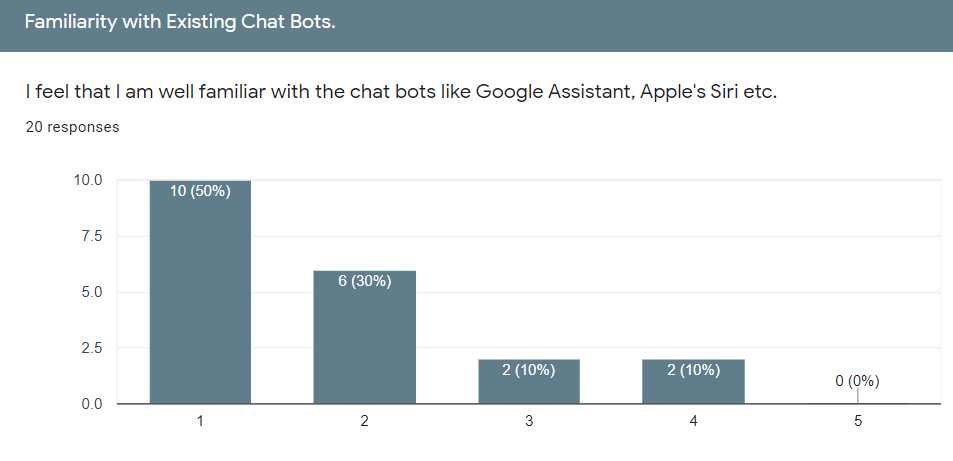 Familiarity with Existing Chat Bots.
I feel that I am well familiar with the chat bots like Google Assistant, Apple's Siri etc.
20 responses
10.0
10 (50%)
7.5
6 (30%)
5.0
2.5
2 (10%) 2 (10%)
0 (0%)
0.0
1 2 3 4 5